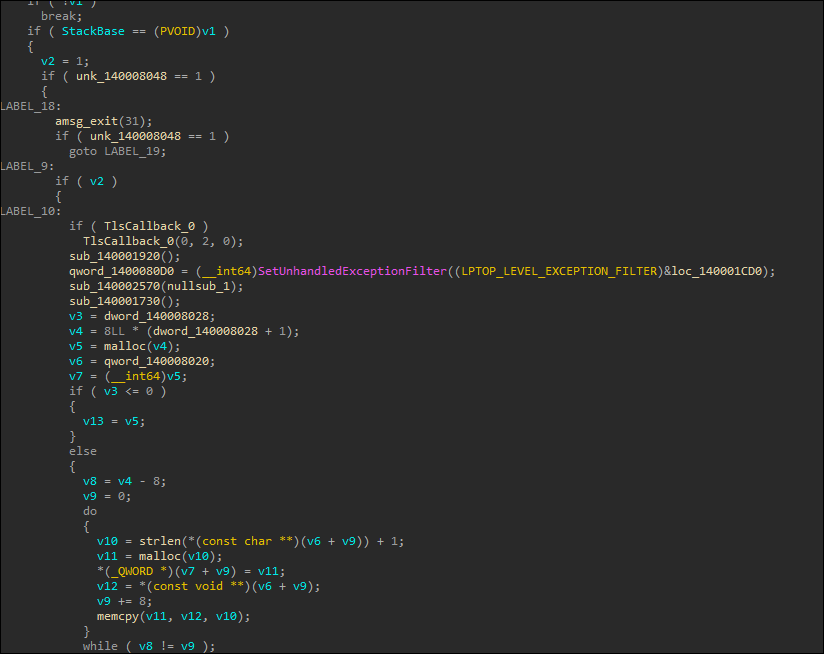 if ( !v1 )
break;
if ( StackBase == (PVOID)v1 )
{
v2 = 1;
if ( unk_140008048 == 1 )
{
LABEL_18:
amsg_exit(31);
if ( unk_140008048 == 1 )
goto LABEL_19;
LABEL_9:
if ( v2 )
{
LABEL_10:
if ( TlsCallback_0 )
TlsCallback_0(0, 2, 0);
sub_140001920();
qword_1400080D0 = (__int64)SetUnhandledExceptionFilter((LPTOP_LEVEL_EXCEPTION_FILTER)&loc_140001CD0);
sub_140002570(nullsub_1);
sub_140001730();
v3 = dword_140008028;
v4 = 8LL * (dword_140008028 + 1);
v5 = malloc(v4);
v6 = qword_140008020;
v7 = (__int64)v5;
if ( v3 <= 0 )
{
v13 = v5;
}
else
{
v8 = v4 - 8;
v9 = 0;
do
{
v10 = strlen(*(const char **)(v6 + v9)) + 1;
v11 = malloc(v10);
*(_QWORD *)(v7 + v9) = v11;
v12 = *(const void **)(v6 + v9);
v9 += 8;
memcpy(v11, v12, v10);
}
while ( v8 != v9 );